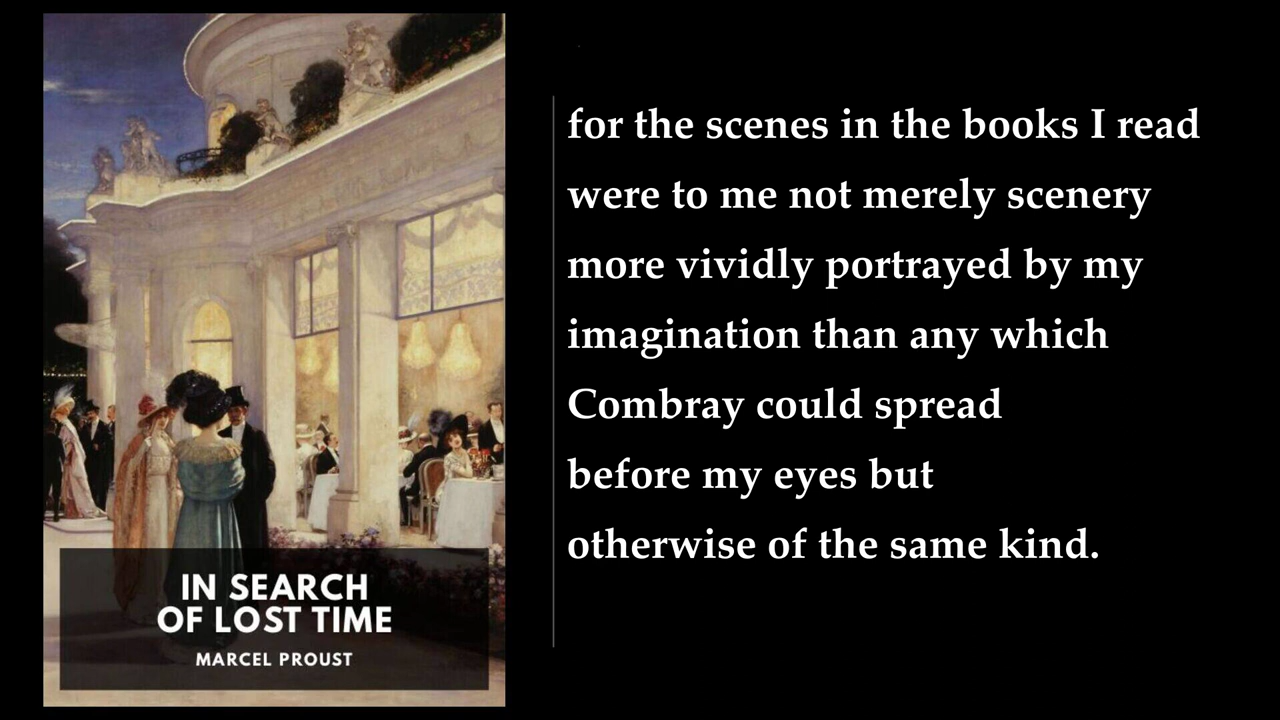 for the scenes in the books I read
were to me not merely scenery
more vividly portrayed by my
imagination than any which
Combray could spread
before my eyes but
otherwise of the same kind.
IN SEARCH
OF LOST TIME
MARCEL PROUST